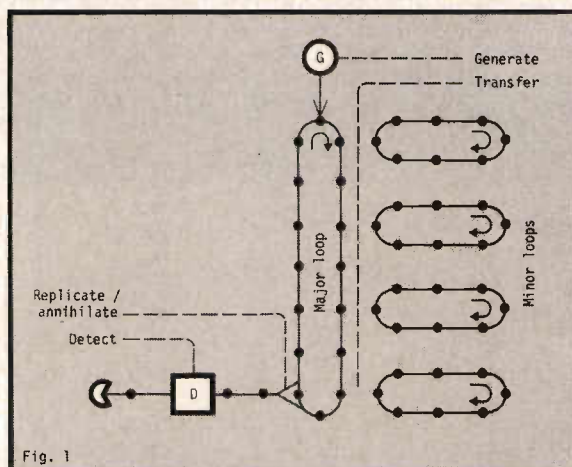 G
Generate
Transfer
Major loop
Minor loops
Replicate /
annihilate
Detect
D
Fig. 1